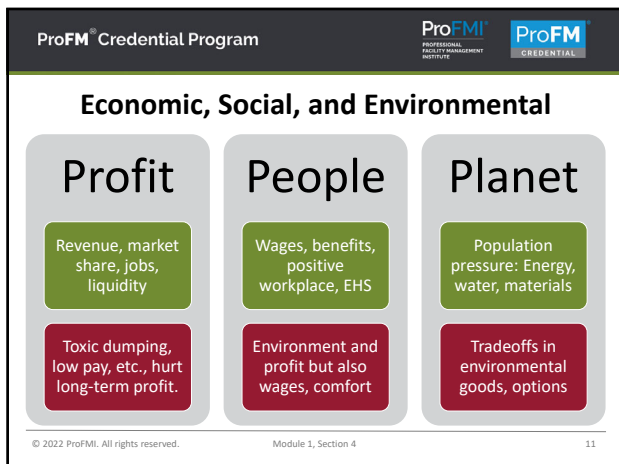 ProFM® Credential Program
ProFMI®
PROFESSIONAL
FACILITY MANAGEMENT
INSTITUTE
ProFM®
CREDENTIAL
Economic, Social, and Environmental
Profit
Revenue, market
share, jobs,
liquidity
Toxic dumping,
low pay, etc., hurt
long-term profit.
People
Wages, benefits,
positive
workplace, EHS
Environment and
profit but also
wages, comfort
Planet
Population
pressure: Energy,
water, materials
Tradeoffs in
environmental
goods, options
© 2022 ProFMI. All rights reserved.
Module 1, Section 4
11